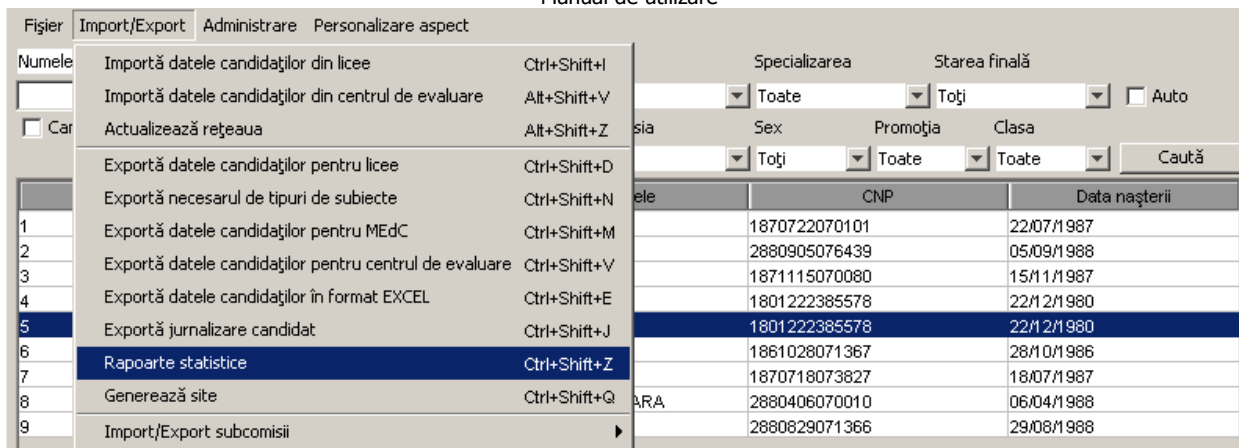 Manual de utilizare
Fişier Import/Export Administrare Personalizare aspect
Numele Specializarea Starea finală
Importă datele candidaţilor din licee Ctrl+Shift+I
Importă datele candidaţilor din centrul de evaluare Alt+Shift+V Toate Toţi Auto
Actualizează reţeaua Alt+Shift+Z Sex Promoţia Clasa
Exportă datele candidaţilor pentru licee Ctrl+Shift+D Toţi Toate Toate Caută
Exportă necesarul de tipuri de subiecte Ctrl+Shift+N CNP Data naşterii
1 Exportă datele candidaţilor pentru MEdC Ctrl+Shift+M 1870722070101 22/07/1987
2 Exportă datele candidaţilor pentru centrul de evaluare Ctrl+Shift+V 2880905076439 05/09/1988
3 1871115070080 15/11/1987
4 Exportă datele candidaţilor în format EXCEL Ctrl+Shift+E 1801222385578 22/12/1980
5 Exportă jurnalizare candidat Ctrl+Shift+J 1801222385578 22/12/1980
6 Rapoarte statistice Ctrl+Shift+Z 1861028071367 28/10/1986
7 1870718073827 18/07/1987
8 Generează site Ctrl+Shift+Q ARA 2880406070010 06/04/1988
9 Import/Export subcomisii 2880829071366 29/08/1988